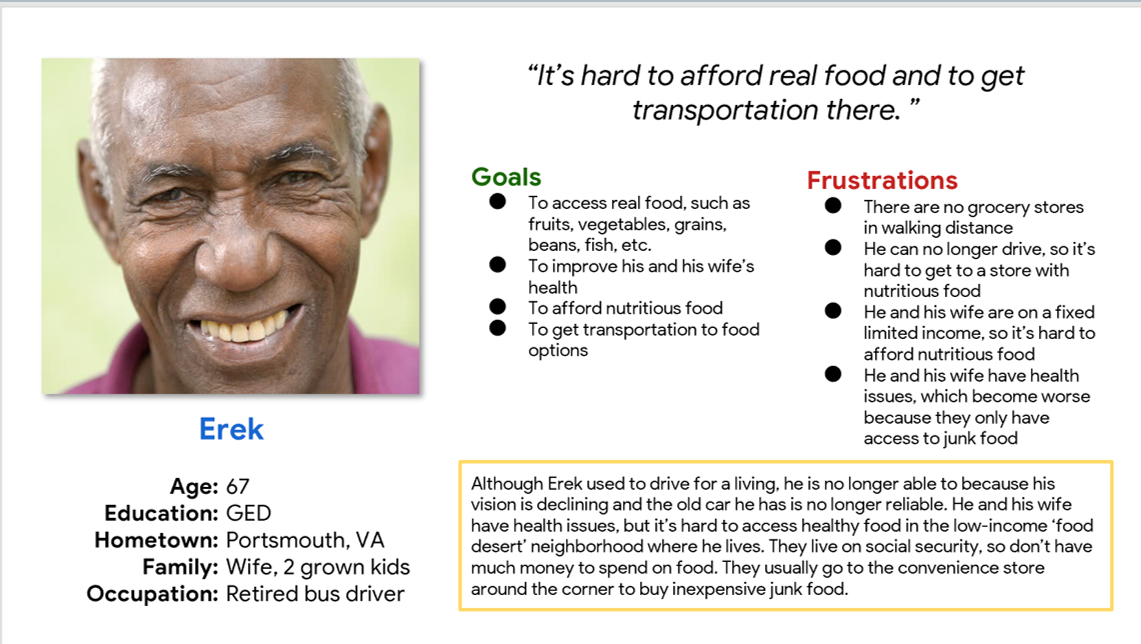 “It’s hard to afford real food and to get
transportation there. ”
Goals
● To access real food, such as
fruits, vegetables, grains,
beans, fish, etc.
● To improve his and his wife’s
health
● To afford nutritious food
● To get transportation to food
options
Frustrations
● There are no grocery stores
in walking distance
● He can no longer drive, so it’s
hard to get to a store with
nutritious food
● He and his wife are on a fixed
limited income, so it’s hard to
afford nutritious food
● He and his wife have health
issues, which become worse
because they only have
access to junk food
Erek
Age: 67
Education: GED
Hometown: Portsmouth, VA
Family: Wife, 2 grown kids
Occupation: Retired bus driver
Although Erek used to drive for a living, he is no longer able to because his
vision is declining and the old car he has is no longer reliable. He and his wife
have health issues, but it’s hard to access healthy food in the low-income ‘food
desert’ neighborhood where he lives. They live on social security, so don’t have
much money to spend on food. They usually go to the convenience store
around the corner to buy inexpensive junk food.